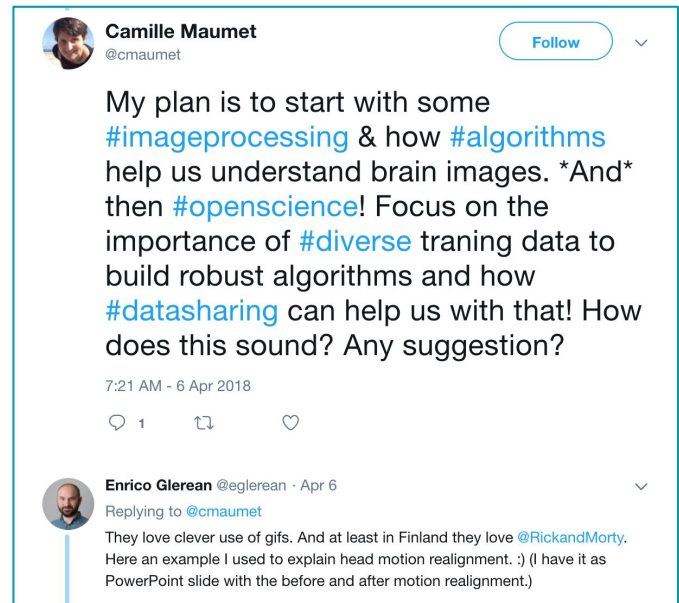 Camille Maumet
@cmaumet
Follow
My plan is to start with some
#imageprocessing & how #algorithms
help us understand brain images. *And*
then #openscience! Focus on the
importance of #diverse traning data to
build robust algorithms and how
#datasharing can help us with that! How
does this sound? Any suggestion?
7:21 AM - 6 Apr 2018
1
Enrico Glerean @eglerean · Apr 6
Replying to @cmaumet
They love clever use of gifs. And at least in Finland they love @RickandMorty.
Here an example I used to explain head motion realignment. :) (I have it as
PowerPoint slide with the before and after motion realignment.)